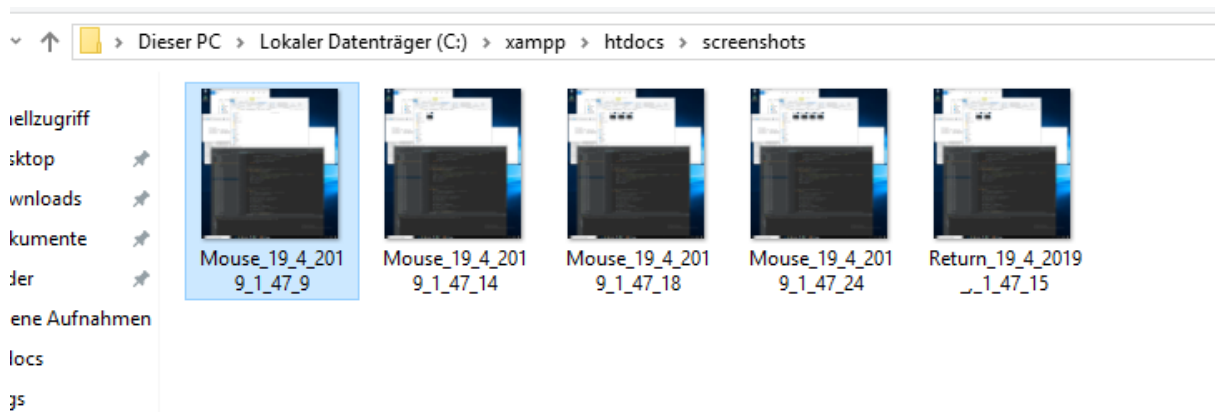 Dieser PC > Lokaler Datenträger (C:) > xampp > htdocs > screenshots
nellzugriff
sktop
wnloads
kumente
der
ene Aufnahmen
docs
gs
Mouse_19_4_201
9_1_47_9
Mouse_19_4_201
9_1_47_14
Mouse_19_4_201
9_1_47_18
Mouse_19_4_201
9_1_47_24
Return_19_4_2019
_1_47_15